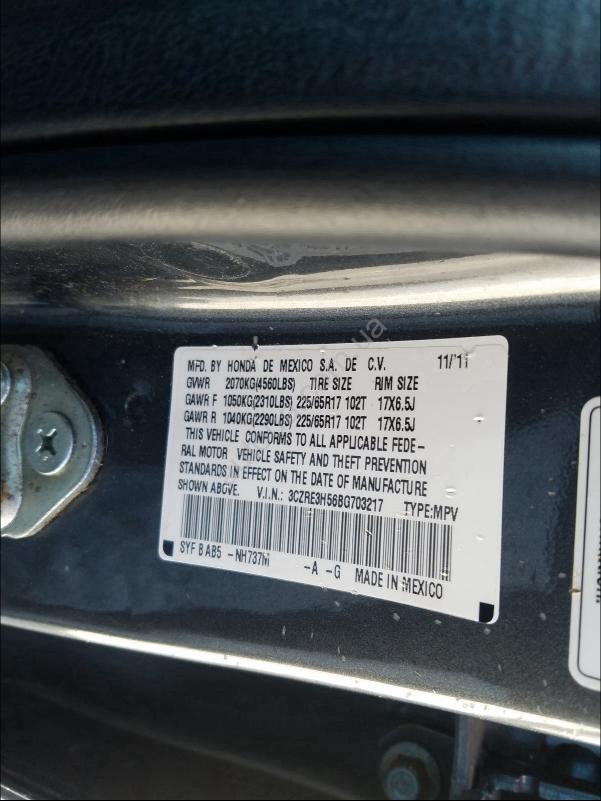 MFD. BY HONDA DE MEXICO S.A. DE C.V. 11/'11
GVWR 2070KG(4560LBS) TIRE SIZE RIM SIZE
GAWR F 1050KG(2310LBS) 225/65R17 102T 17X6.5J
GAWR R 1040KG(2290LBS) 225/65R17 102T 17X6.5J
THIS VEHICLE CONFORMS TO ALL APPLICABLE FEDE-
RAL MOTOR VEHICLE SAFETY AND THEFT PREVENTION
STANDARDS IN EFFECT ON THE DATE OF MANUFACTURE
SHOWN ABOVE. V.I.N.: 3CZRE3H56BG703217 TYPE:MPV
SYF B AB5 -NH737M -A -G MADE IN MEXICO